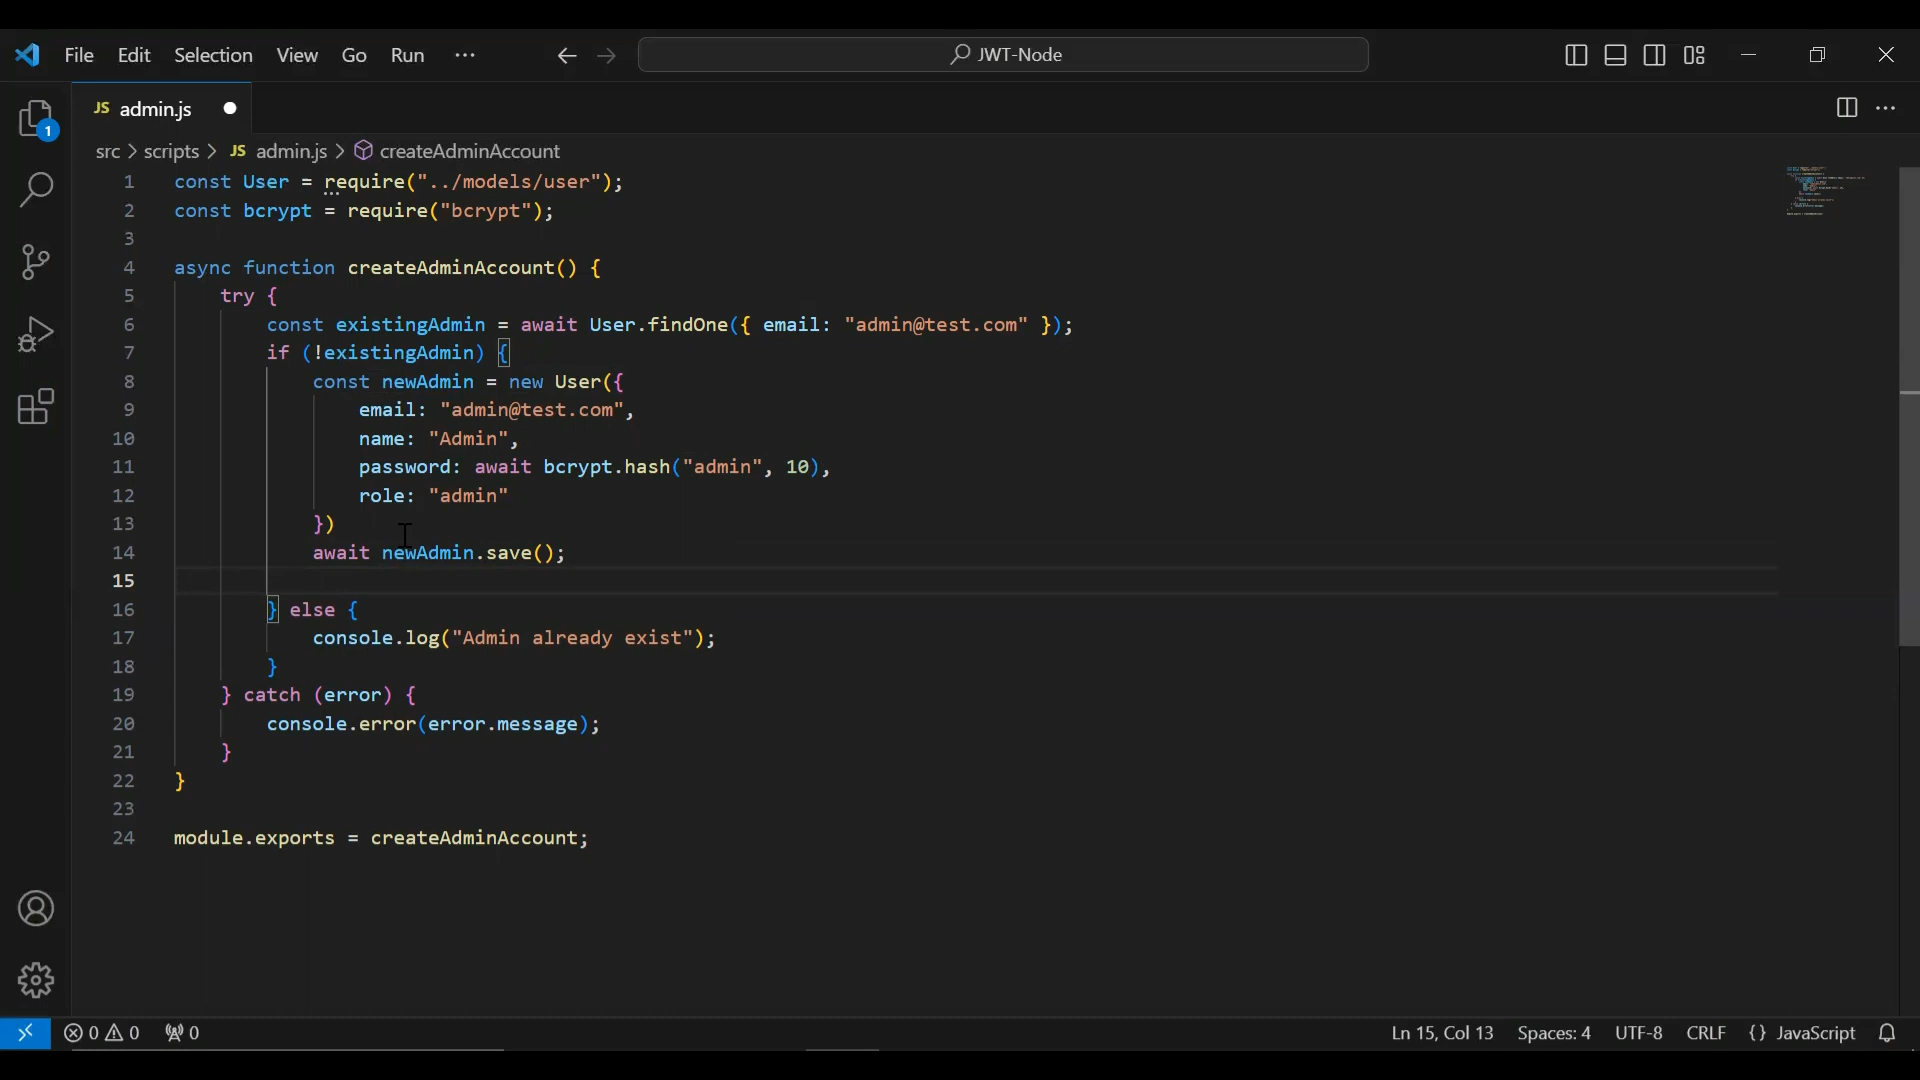 File Edit Selection View Go Run ··· JWT-Node
JS admin.js
1
src > scripts > JS admin.js > createAdminAccount
1 const User = require("../models/user");
2 const bcrypt = require("bcrypt");
3
4 async function createAdminAccount() {
5 try {
6 const existingAdmin = await User.findOne({ email: "admin@test.com" });
7 if (!existingAdmin) {
8 const newAdmin = new User({
9 email: "admin@test.com",
10 name: "Admin",
11 password: await bcrypt.hash("admin", 10),
12 role: "admin"
13 })
14 await newAdmin.save();
15
16 } else {
17 console.log("Admin already exist");
18 }
19 } catch (error) {
20 console.error(error.message);
21 }
22 }
23
24 module.exports = createAdminAccount;
0 0 0 Ln 15, Col 13 Spaces: 4 UTF-8 CRLF {} JavaScript